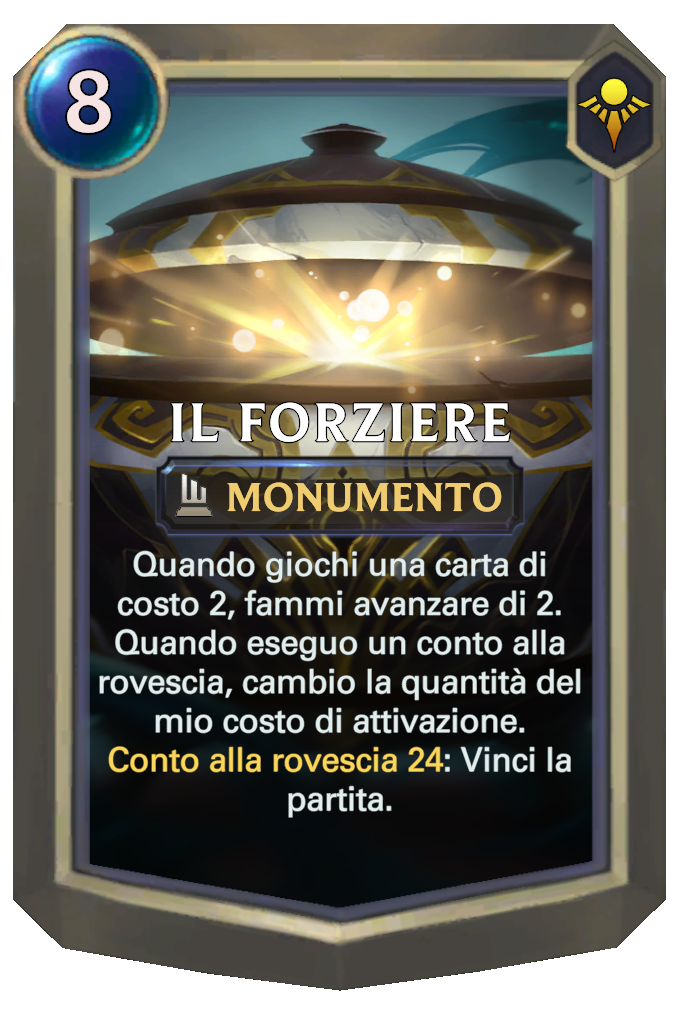 8
IL FORZIERE
MONUMENTO
Quando giochi una carta di
costo 2, fammi avanzare di 2.
Quando eseguo un conto alla
rovescia, cambio la quantità del
mio costo di attivazione.
Conto alla rovescia 24: Vinci la
partita.